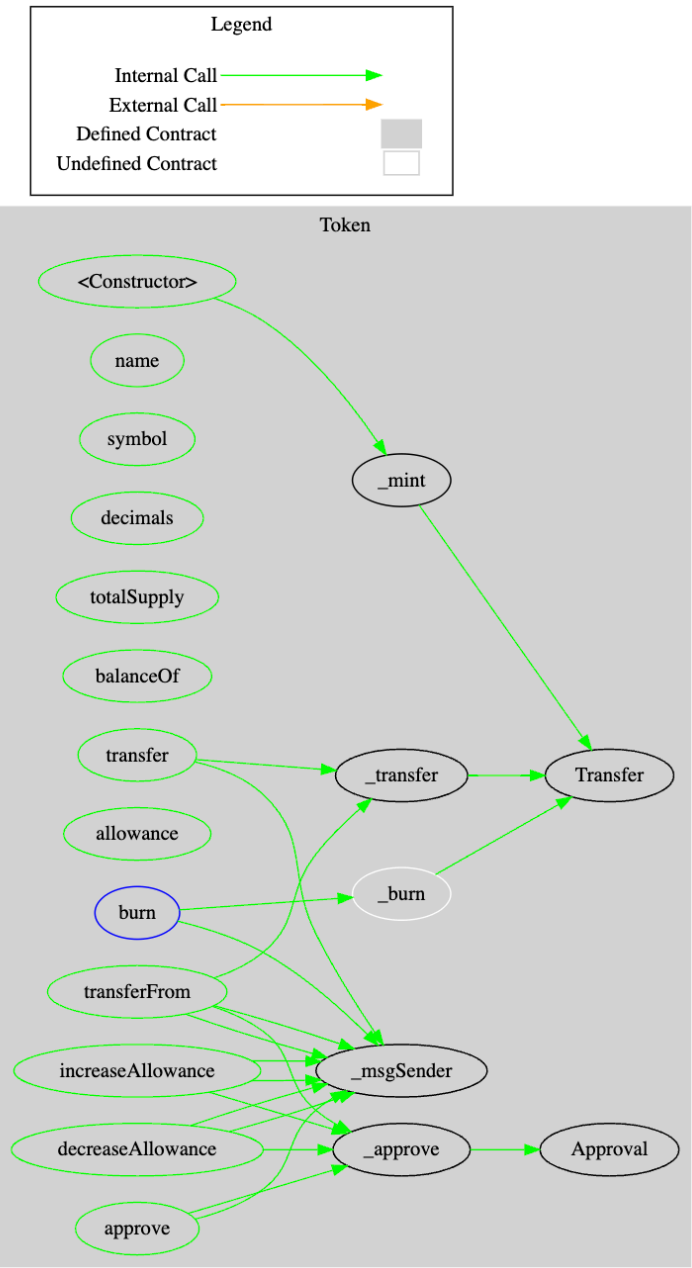 Legend
Internal Call
External Call
Defined Contract
Undefined Contract
Token
<Constructor>
name
symbol
_mint
decimals
totalSupply
balanceOf
transfer
_transfer
Transfer
allowance
burn
_burn
transferFrom
increaseAllowance
_msgSender
decreaseAllowance
_approve
Approval
approve